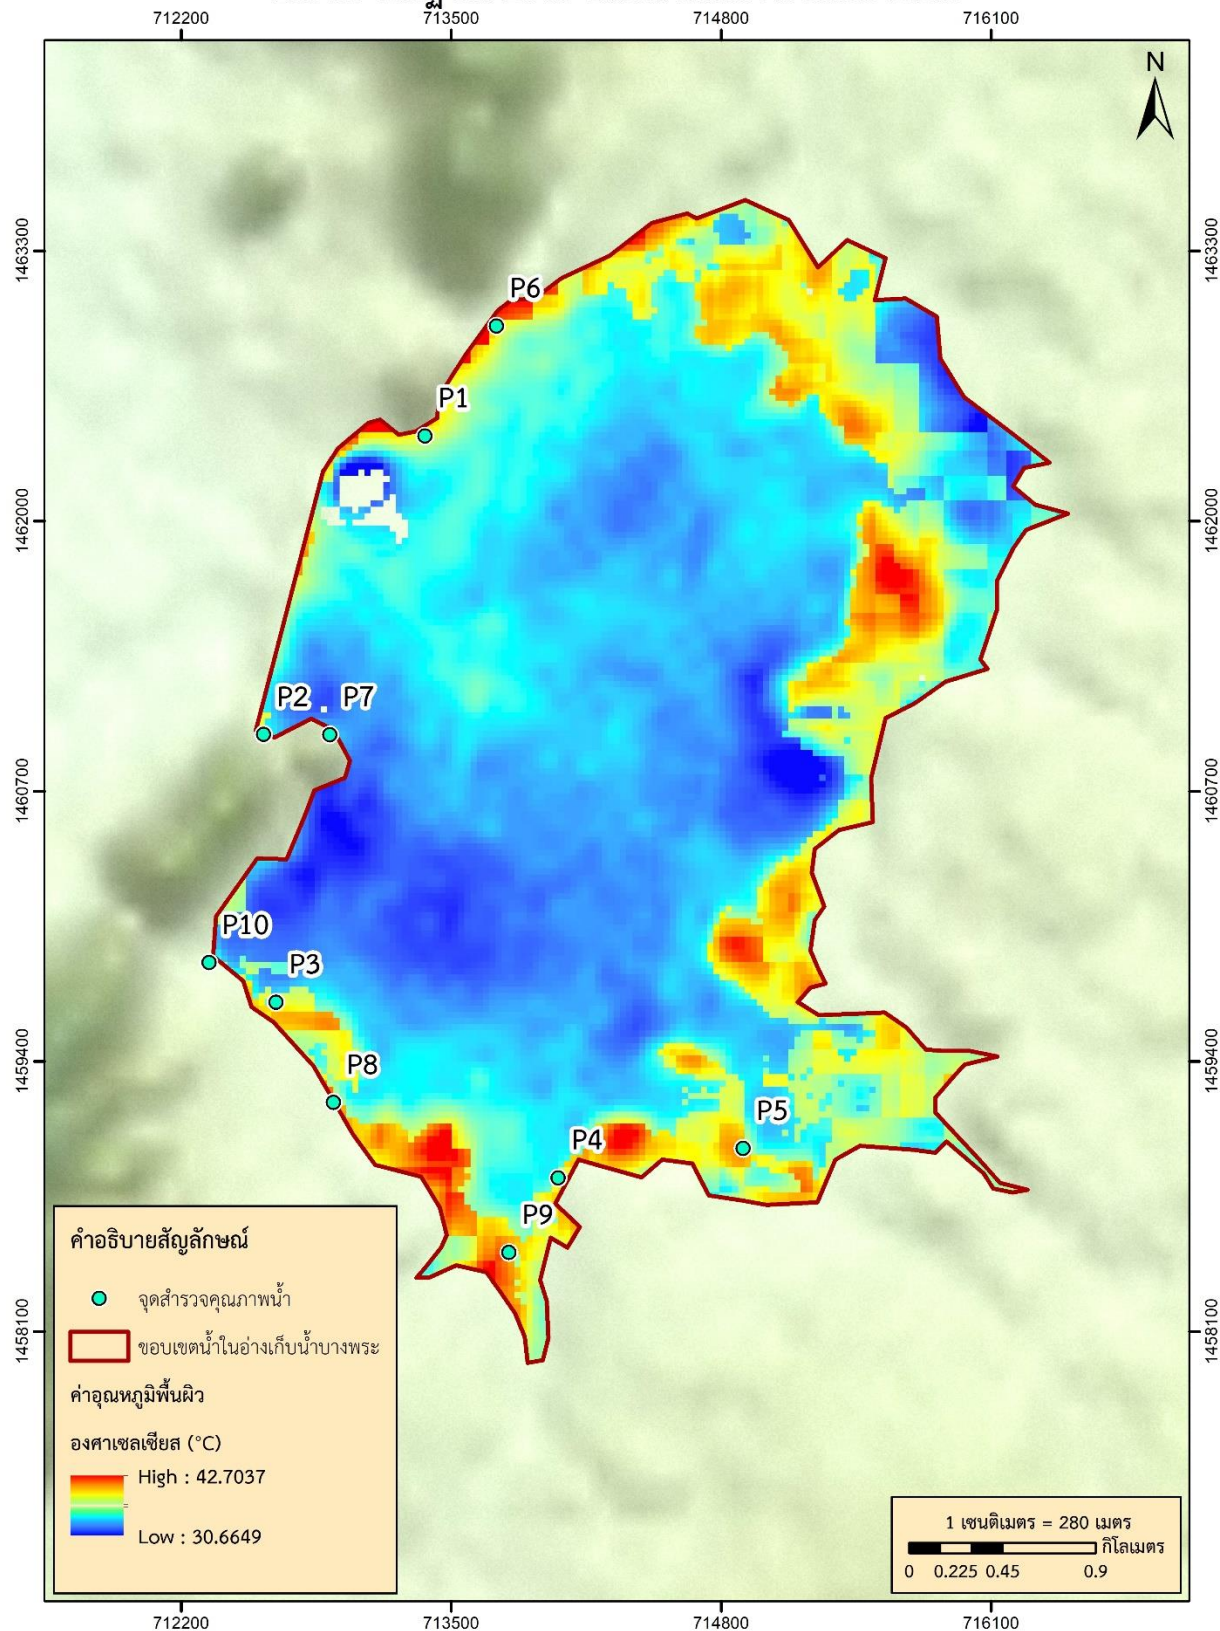 712200 713500 714800 716100
N
1463300 1463300
P6
P1
1462000 1462000
P2 P7
1460700 1460700
P10
P3
1459400 1459400
P8
P5
P4
P9
คำอธิบายสัญลักษณ์
จุดสำรวจคุณภาพน้ำ
ขอบเขตน้ำในอ่างเก็บน้ำบางพระ
1458100 1458100
ค่าอุณหภูมิพื้นผิว
องศาเซลเซียส (°C)
High : 42.7037
Low : 30.6649
1 เซนติเมตร = 280 เมตร
กิโลเมตร
0 0.225 0.45 0.9
712200 713500 714800 716100